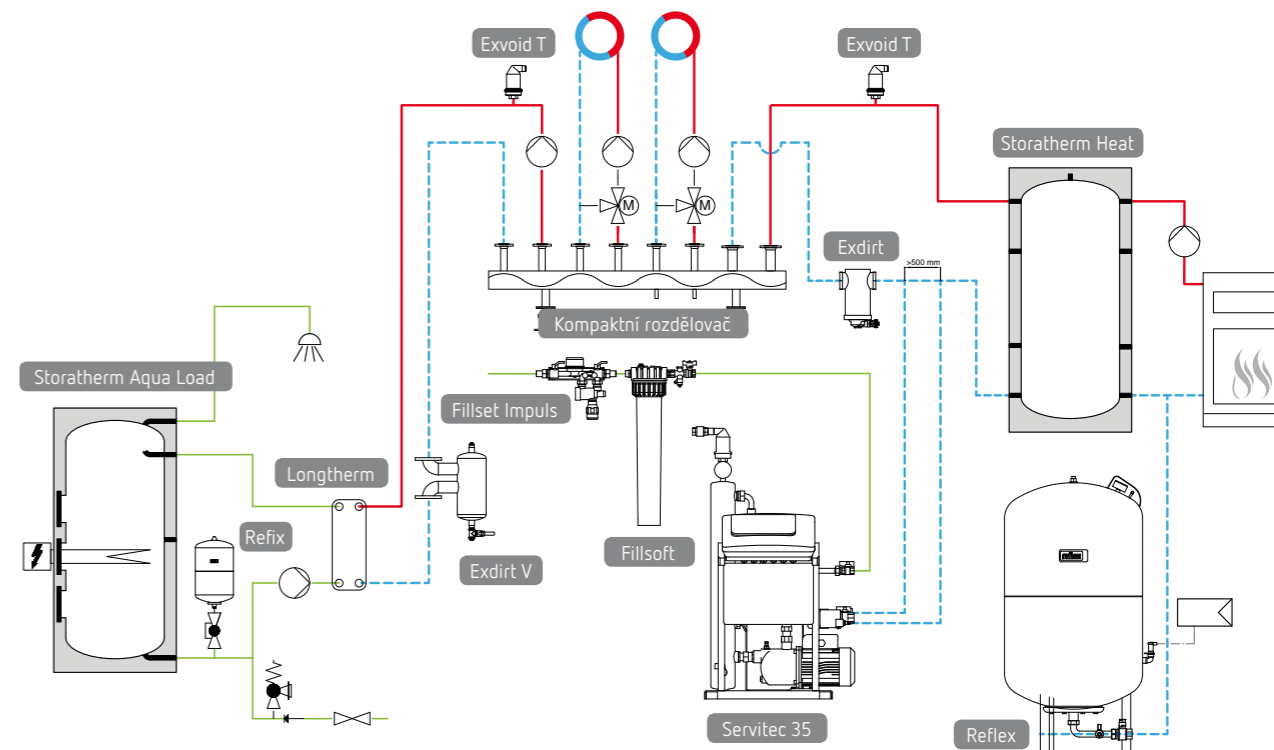 Exvoid T
Exvoid T
Storatherm Heat
M
M
Exdirt
>500 mm
Kompaktní rozdělovač
Storatherm Aqua Load
Fillset Impuls
Longtherm
Refix
Exdirt V
Fillsoft
reflex
Servitec 35
Reflex